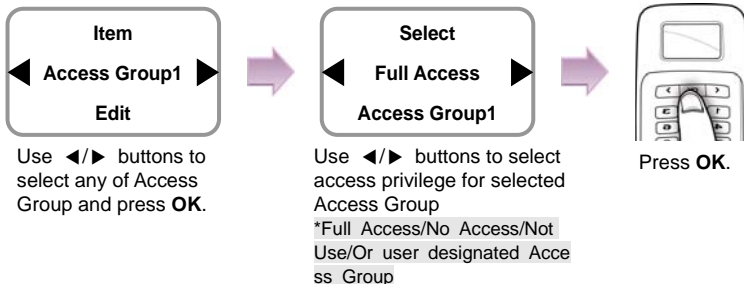 Item
◀ Access Group1 ▶
Edit
Use ◀/▶ buttons to
select any of Access
Group and press OK.
Select
◀ Full Access ▶
Access Group1
Use ◀/▶ buttons to select
access privilege for selected
Access Group
*Full Access/No Access/Not
Use/Or user designated Acce
ss Group
Press OK.